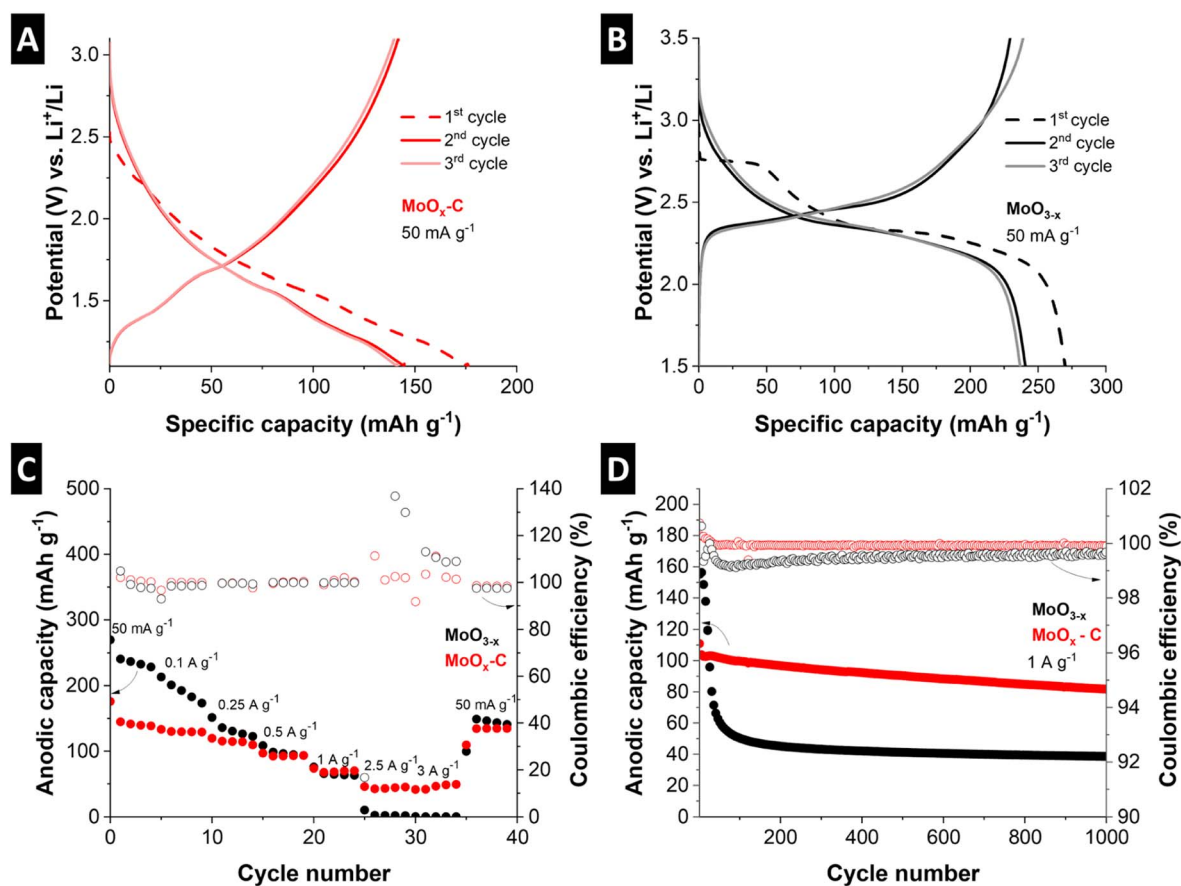 A
Potential (V) vs. Li⁺/Li
3.0
2.5
2.0
1.5
1ˢᵗ cycle
2ⁿᵈ cycle
3ʳᵈ cycle
MoOₓ-C
50 mA g⁻¹
0 50 100 150 200
Specific capacity (mAh g⁻¹)
B
Potential (V) vs. Li⁺/Li
3.5
3.0
2.5
2.0
1.5
1ˢᵗ cycle
2ⁿᵈ cycle
3ʳᵈ cycle
MoO₃₋ₓ
50 mA g⁻¹
0 50 100 150 200 250 300
Specific capacity (mAh g⁻¹)
C
Anodic capacity (mAh g⁻¹)
500
400
300
200
100
0
50 mA g⁻¹
0.1 A g⁻¹
0.25 A g⁻¹
0.5 A g⁻¹
1 A g⁻¹
2.5 A g⁻¹
3 A g⁻¹
50 mA g⁻¹
MoO₃₋ₓ
MoOₓ-C
140
120
100
80
60
40
20
0
Coulombic efficiency (%)
0 10 20 30 40
Cycle number
D
Anodic capacity (mAh g⁻¹)
200
180
160
140
120
100
80
60
40
20
0
MoO₃₋ₓ
MoOₓ - C
1 A g⁻¹
102
100
98
96
94
92
90
Coulombic efficiency (%)
200 400 600 800 1000
Cycle number